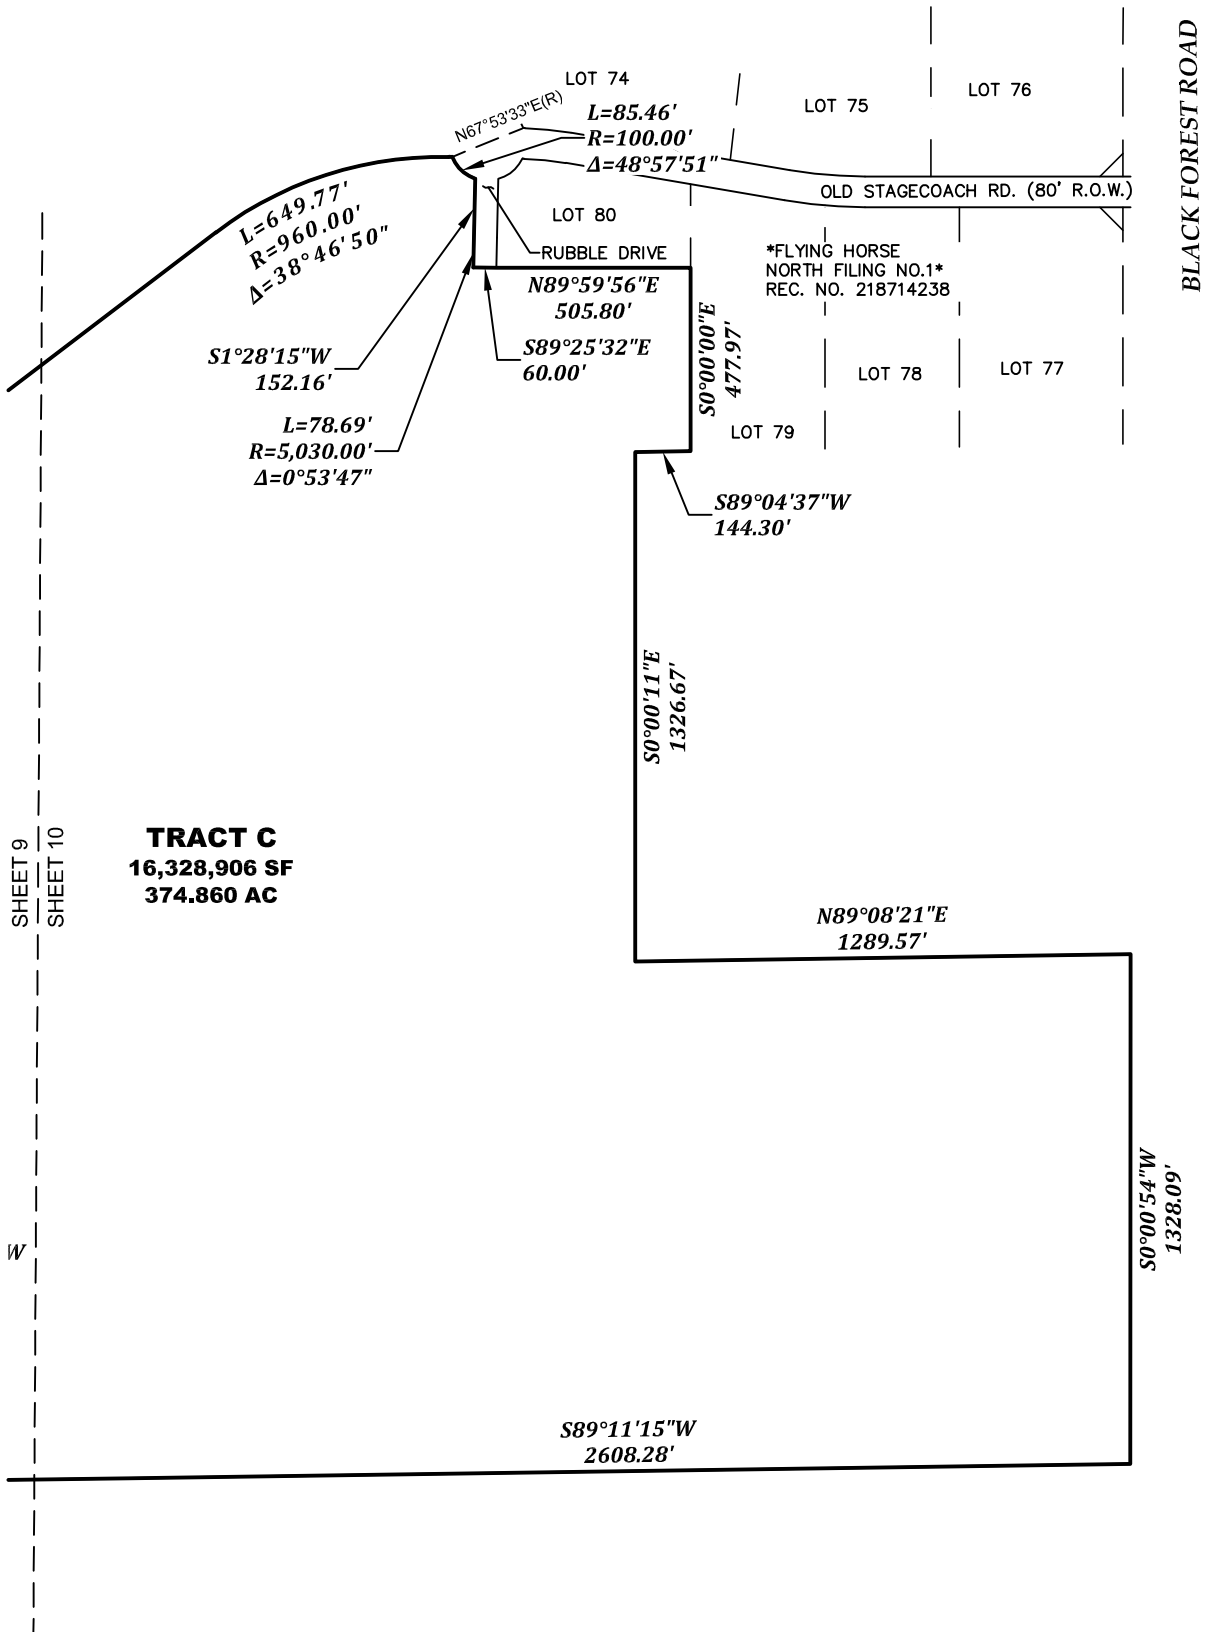 BLACK FOREST ROAD
LOT 74
LOT 75
LOT 76
N67°53'33"E(R)
L=85.46'
R=100.00'
Δ=48°57'51"
OLD STAGECOACH RD. (80' R.O.W.)
L=649.77'
R=960.00'
Δ=38°46'50"
LOT 80
RUBBLE DRIVE
*FLYING HORSE
NORTH FILING NO.1*
REC. NO. 218714238
N89°59'56"E
505.80'
S89°25'32"E
60.00'
S1°28'15"W
152.16'
S0°00'00"E
477.97'
LOT 78
LOT 77
L=78.69'
R=5,030.00'
Δ=0°53'47"
LOT 79
S89°04'37"W
144.30'
S0°00'11"E
1326.67'
SHEET 9
SHEET 10
TRACT C
16,328,906 SF
374.860 AC
N89°08'21"E
1289.57'
S0°00'54"W
1328.09'
W
S89°11'15"W
2608.28'